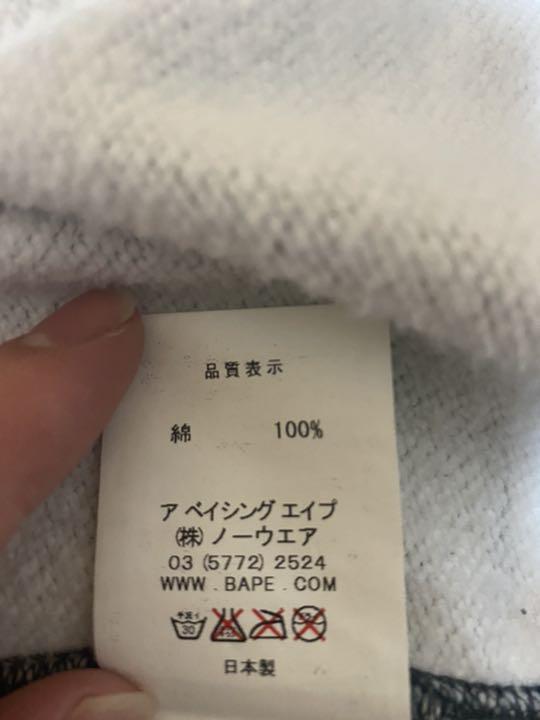 品質表示
綿 100%
ア ベイシング エイプ
㈱ ノーウエア
03 (5772) 2524
WWW . BAPE . COM
30
日本製